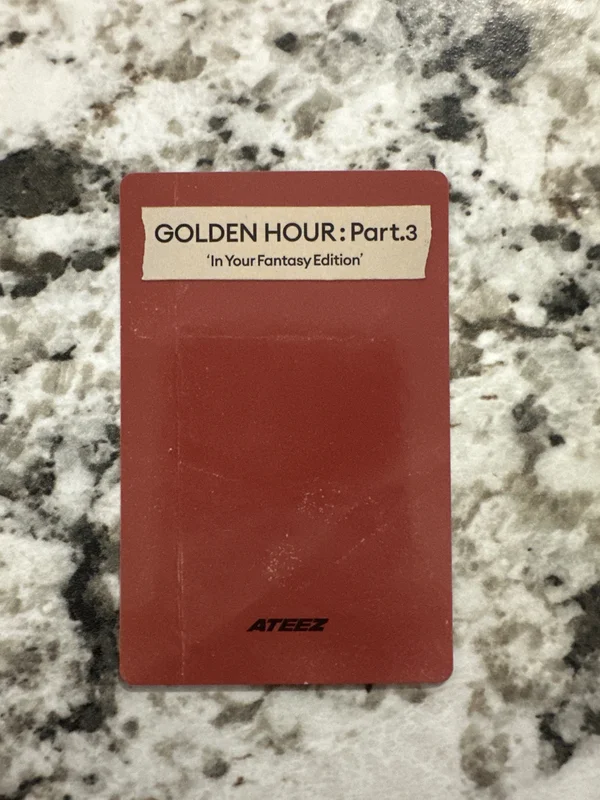 GOLDEN HOUR : Part.3
'In Your Fantasy Edition'
ATEEZ